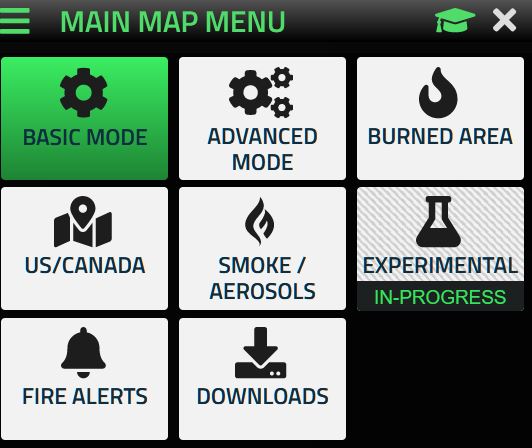 MAIN MAP MENU
BASIC MODE
ADVANCED
MODE
BURNED AREA
US/CANADA
SMOKE /
AEROSOLS
EXPERIMENTAL
IN-PROGRESS
FIRE ALERTS
DOWNLOADS